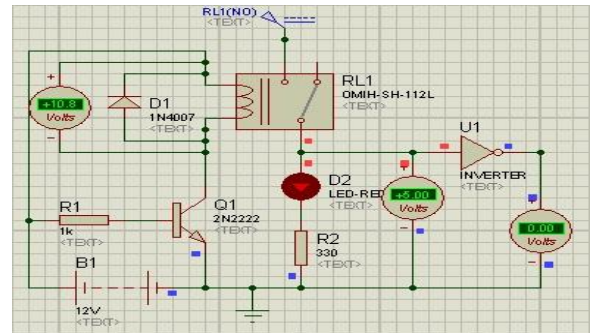 RL1(NO)
<TEXT>
RL1
OMIH-SH-112L
<TEXT>
+10.8
Volts
D1
1N4007
<TEXT>
U1
INVERTER
<TEXT>
D2
LED-RED
<TEXT>
+5.00
Volts
R1
1k
<TEXT>
Q1
2N2222
<TEXT>
R2
330
<TEXT>
0.00
Volts
B1
12V
<TEXT>